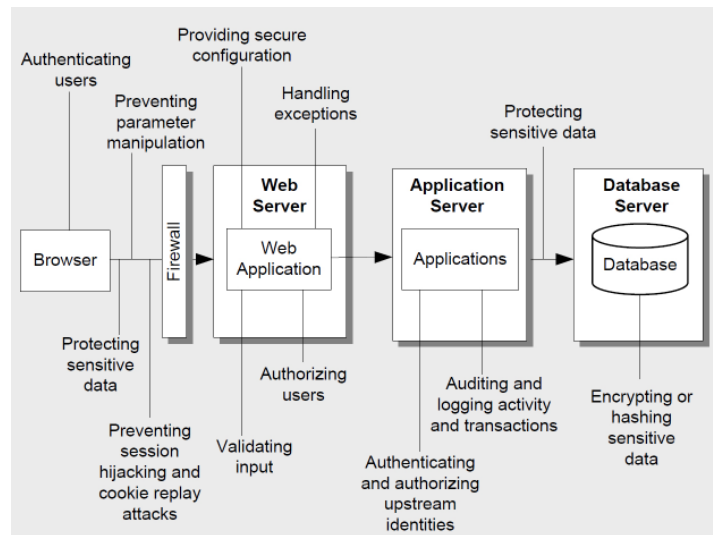 Providing secure
configuration
Authenticating
users
Preventing
parameter
manipulation
Handling
exceptions
Protecting
sensitive data
Web
Server
Application
Server
Database
Server
Browser
Firewall
Web
Application
Applications
Database
Protecting
sensitive
data
Authorizing
users
Auditing and
logging activity
and transactions
Encrypting or
hashing
sensitive
data
Preventing
session
hijacking and
cookie replay
attacks
Validating
input
Authenticating
and authorizing
upstream
identities